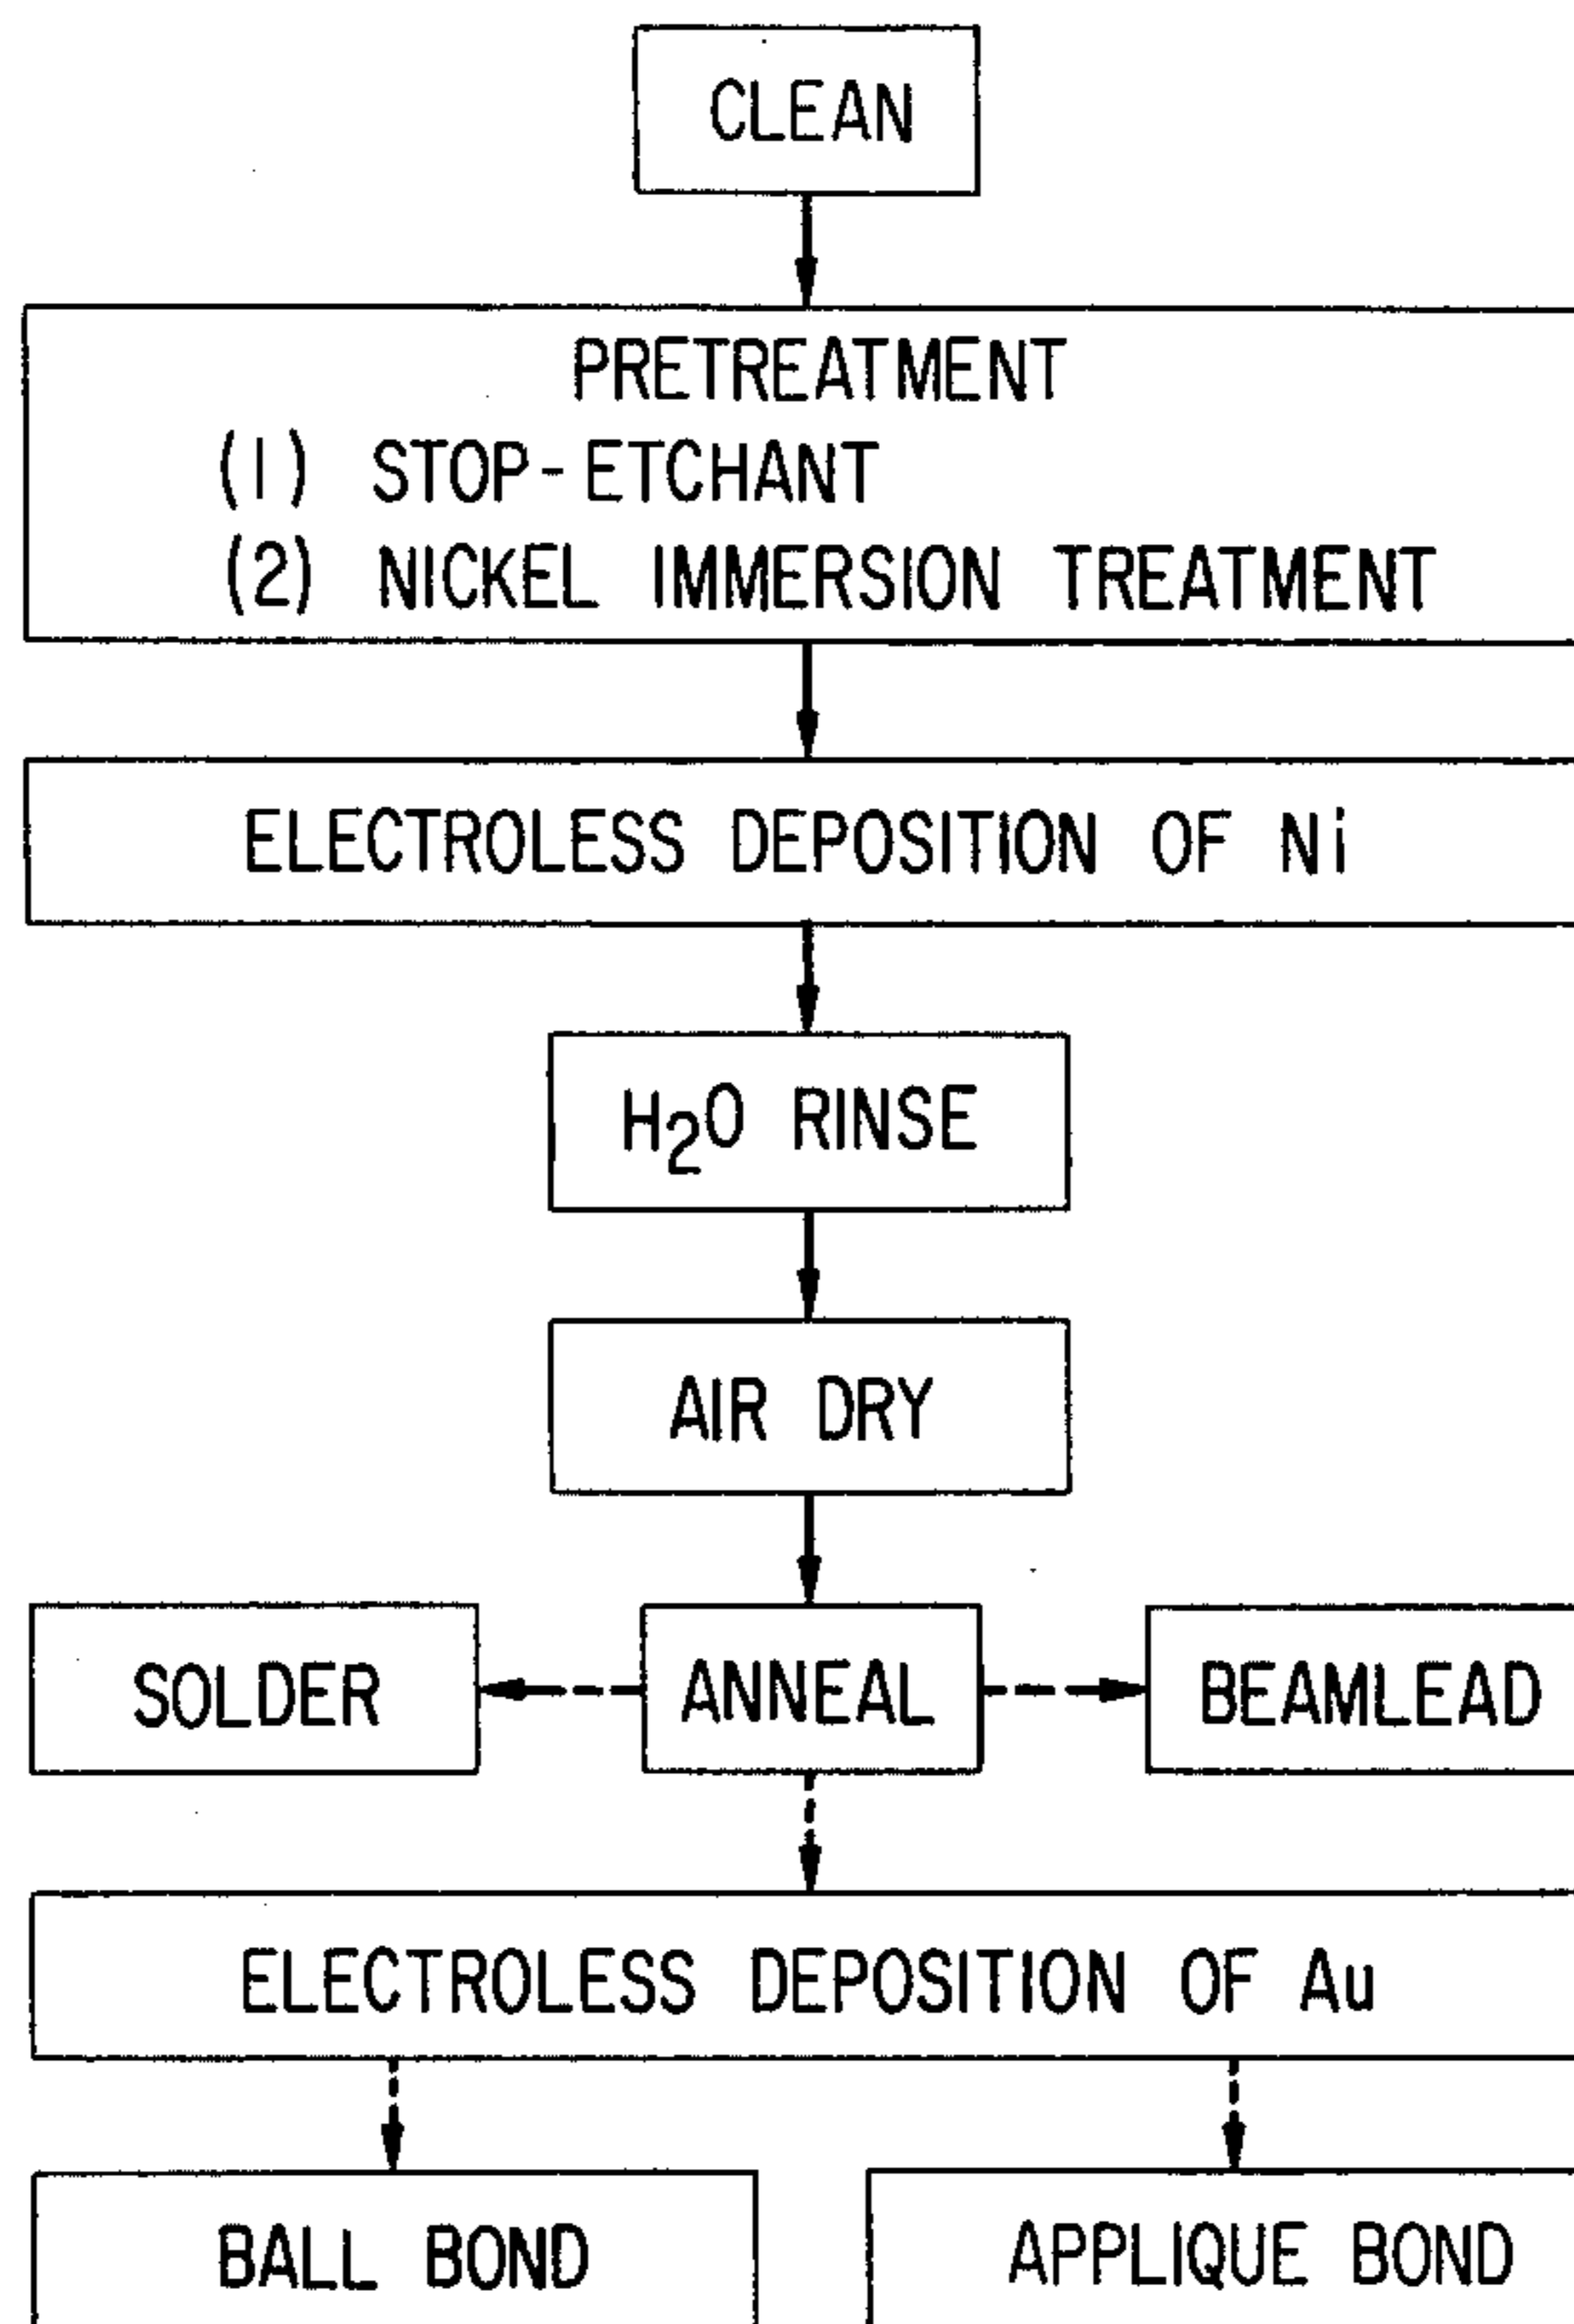 CLEAN
PRETREATMENT
(1) STOP-ETCHANT
(2) NICKEL IMMERSION TREATMENT
ELECTROLESS DEPOSITION OF Ni
H₂O RINSE
AIR DRY
SOLDER
ANNEAL
BEAMLEAD
ELECTROLESS DEPOSITION OF Au
BALL BOND
APPLIQUE BOND